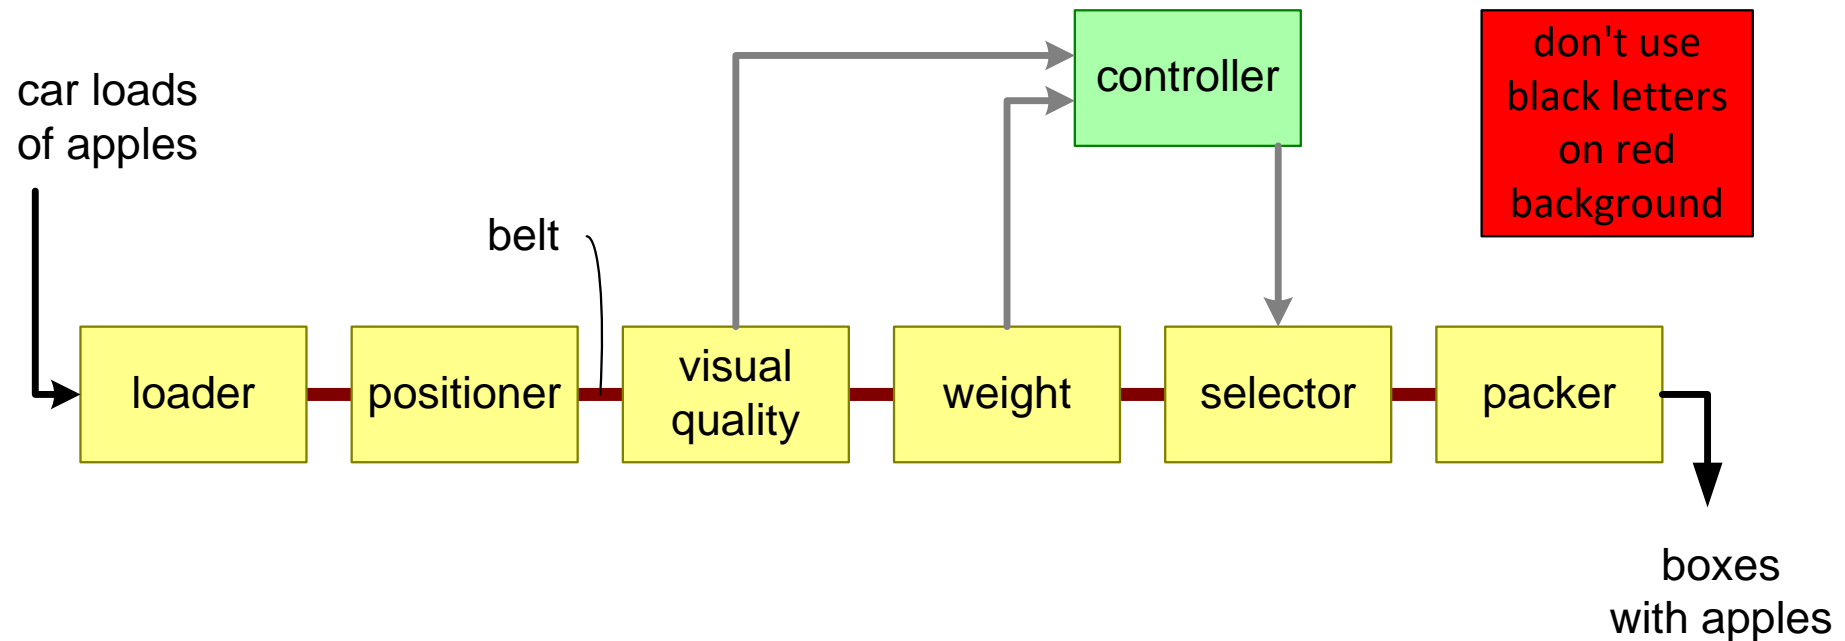 car loads
of apples
controller
don't use
black letters
on red
background
belt
loader
positioner
visual
quality
weight
selector
packer
boxes
with apples